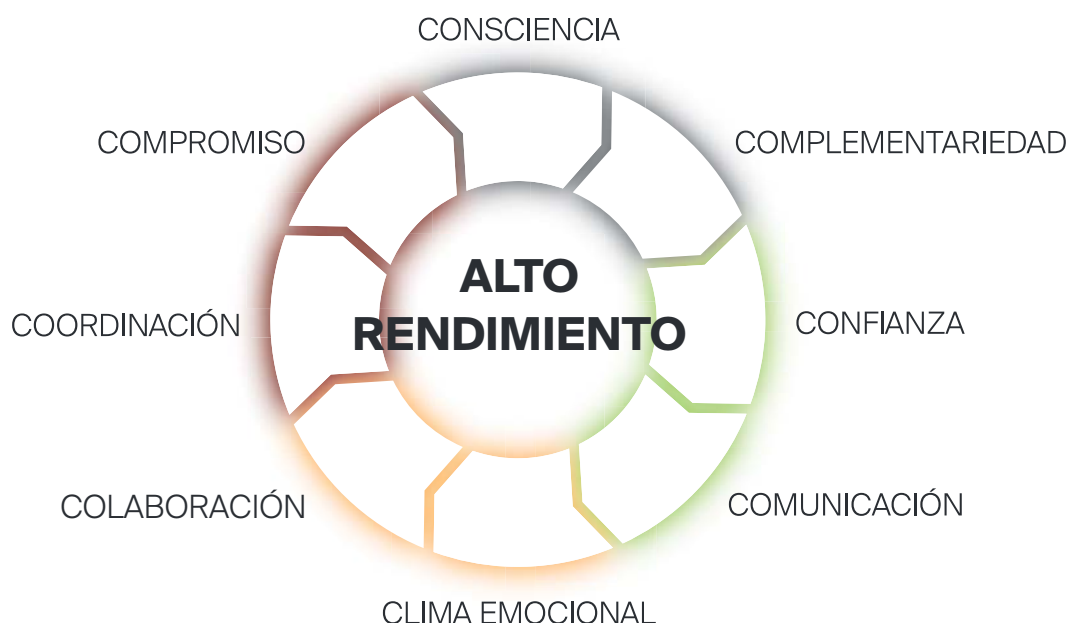 CONSCIENCIA
COMPROMISO
COMPLEMENTARIEDAD
ALTO
RENDIMIENTO
COORDINACIÓN
CONFIANZA
COLABORACIÓN
COMUNICACIÓN
CLIMA EMOCIONAL